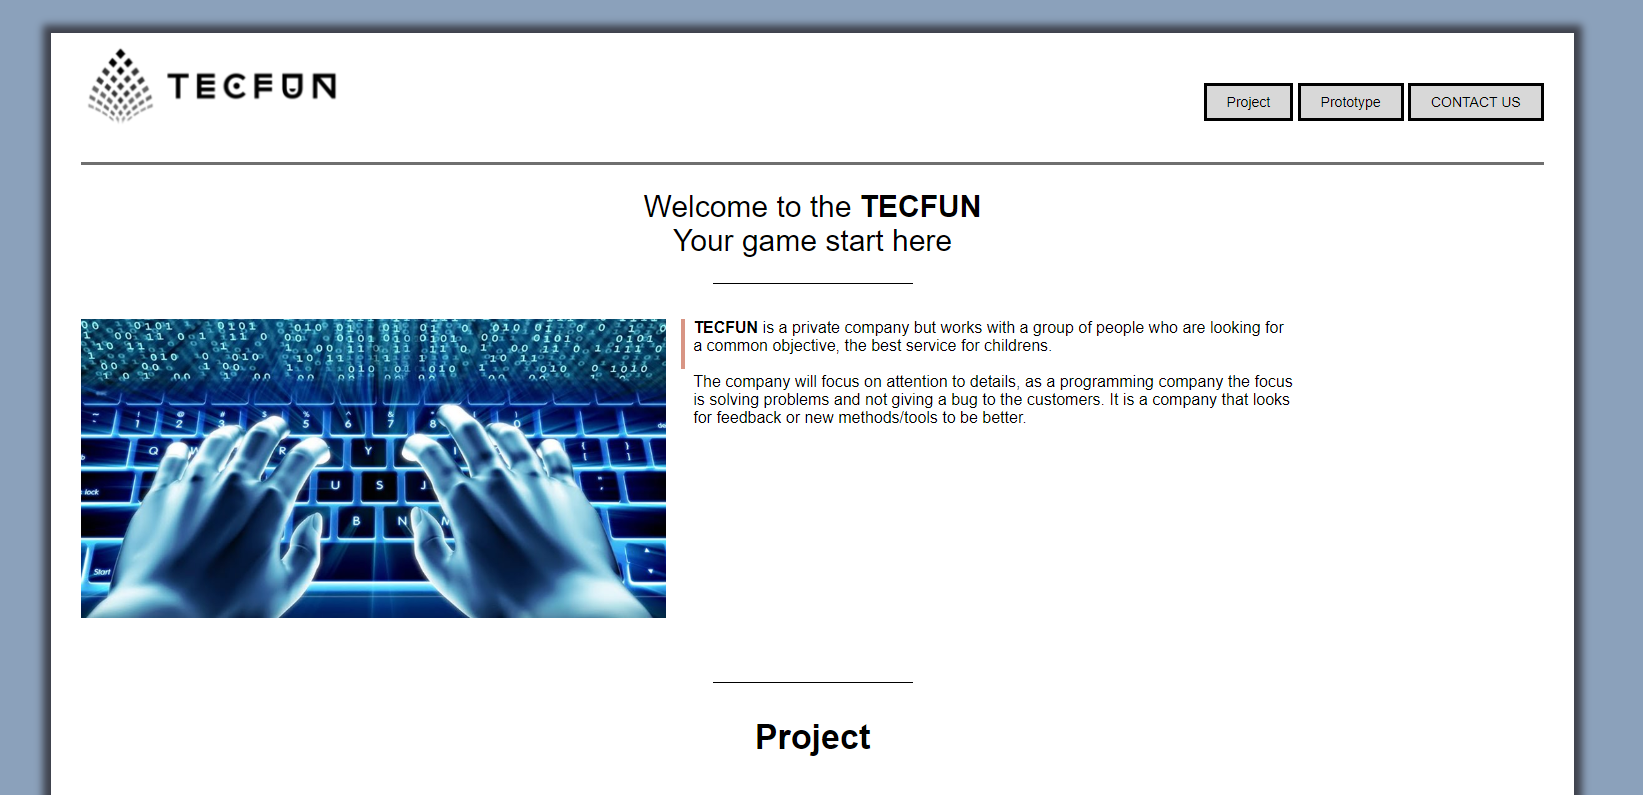 TECFUN
Project
Prototype
CONTACT US
Welcome to the TECFUN
Your game start here
TECFUN is a private company but works with a group of people who are looking for
a common objective, the best service for childrens.
The company will focus on attention to details, as a programming company the focus
is solving problems and not giving a bug to the customers. It is a company that looks
for feedback or new methods/tools to be better.
Project